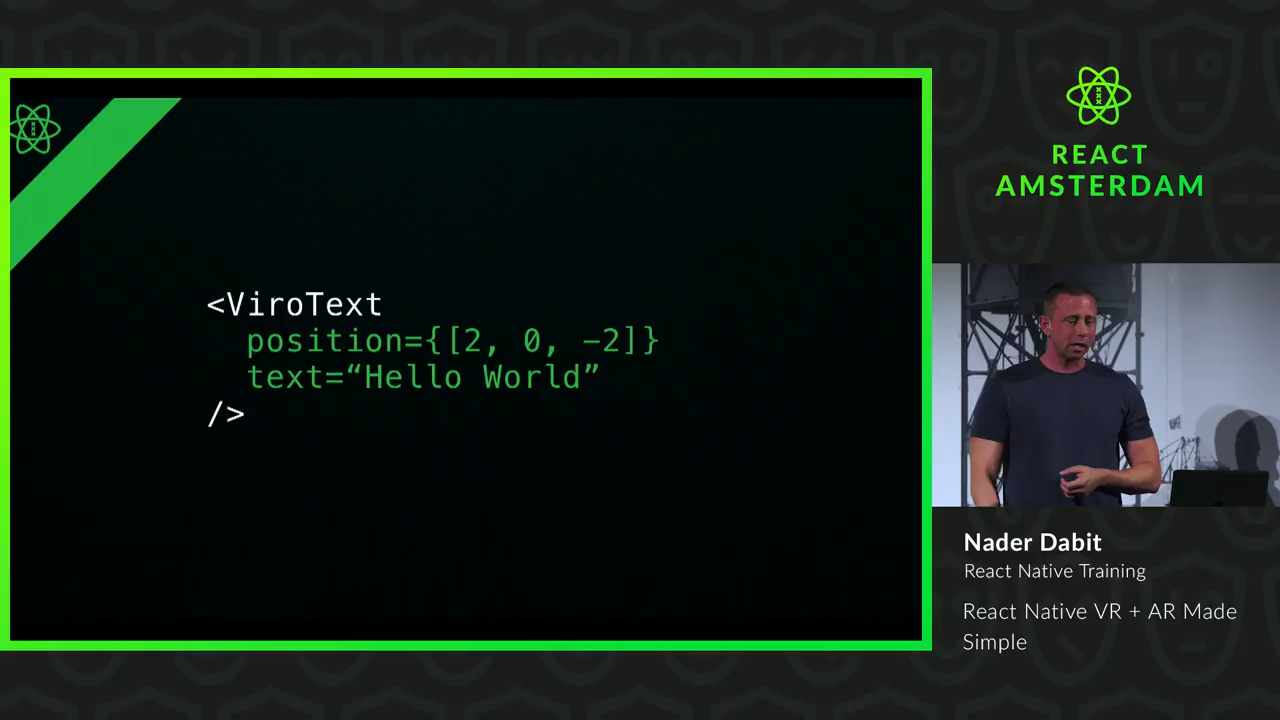 <ViroText
position={[2, 0, −2]}
text=“Hello World”
/>
REACT
AMSTERDAM
Nader Dabit
React Native Training
React Native VR + AR Made
Simple